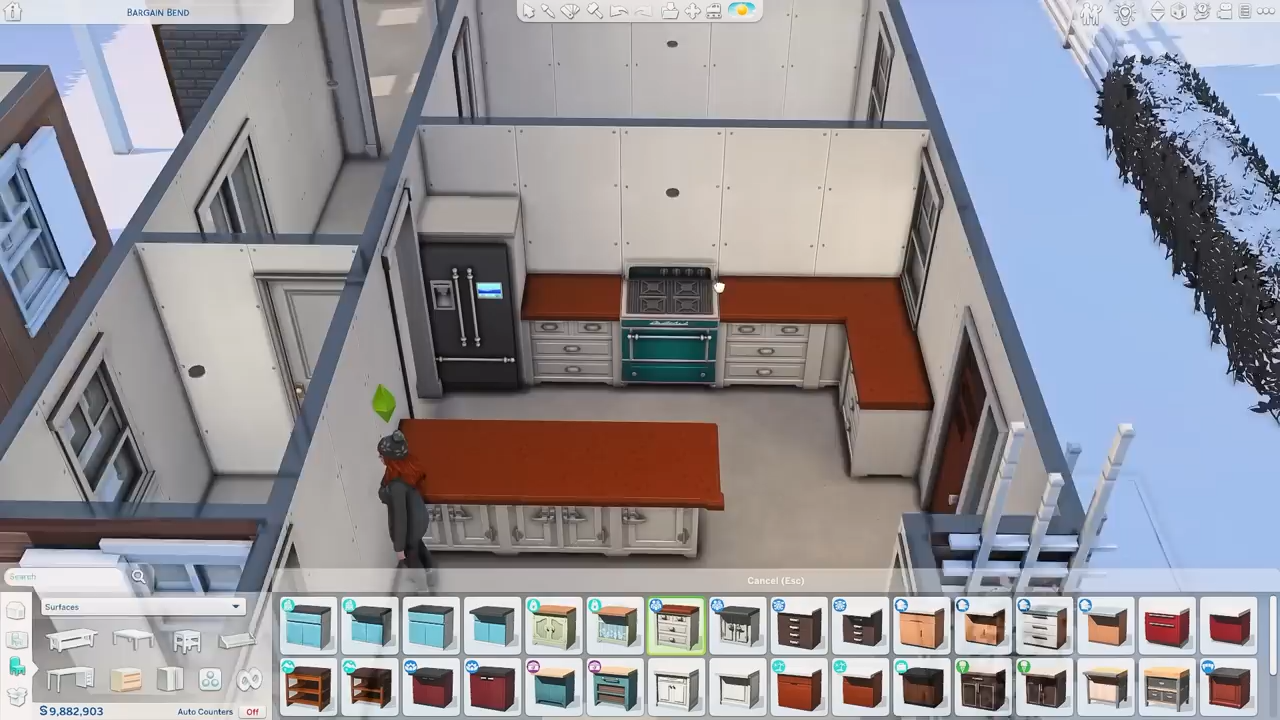 BARGAIN BEND
Cancel (Esc)
Search
Surfaces
§9,882,903
Auto Counters Off